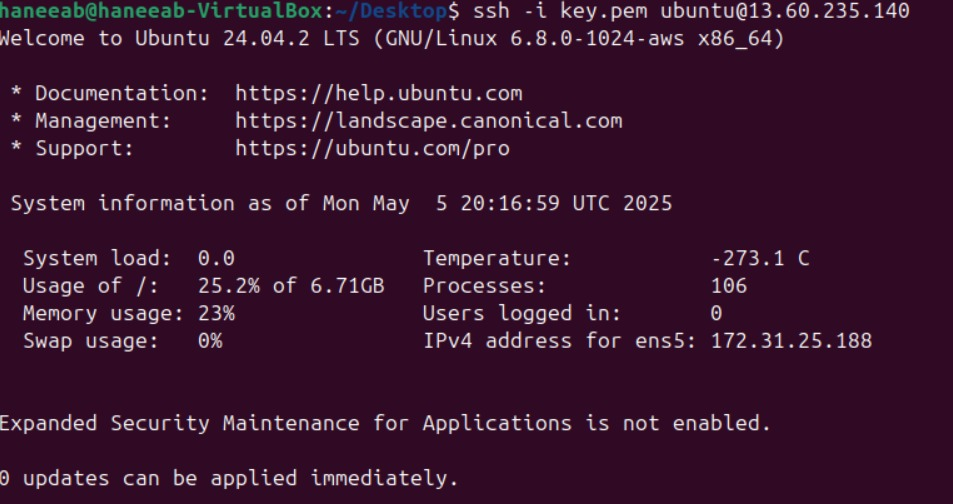 haneeab@haneeab-VirtualBox:~/Desktop$ ssh -i key.pem ubuntu@13.60.235.140
Welcome to Ubuntu 24.04.2 LTS (GNU/Linux 6.8.0-1024-aws x86_64)
* Documentation:  https://help.ubuntu.com
* Management:     https://landscape.canonical.com
* Support:        https://ubuntu.com/pro
System information as of Mon May  5 20:16:59 UTC 2025
System load:  0.0                Temperature:           -273.1 C
Usage of /:   25.2% of 6.71GB   Processes:             106
Memory usage: 23%               Users logged in:       0
Swap usage:   0%                IPv4 address for ens5: 172.31.25.188
Expanded Security Maintenance for Applications is not enabled.
0 updates can be applied immediately.